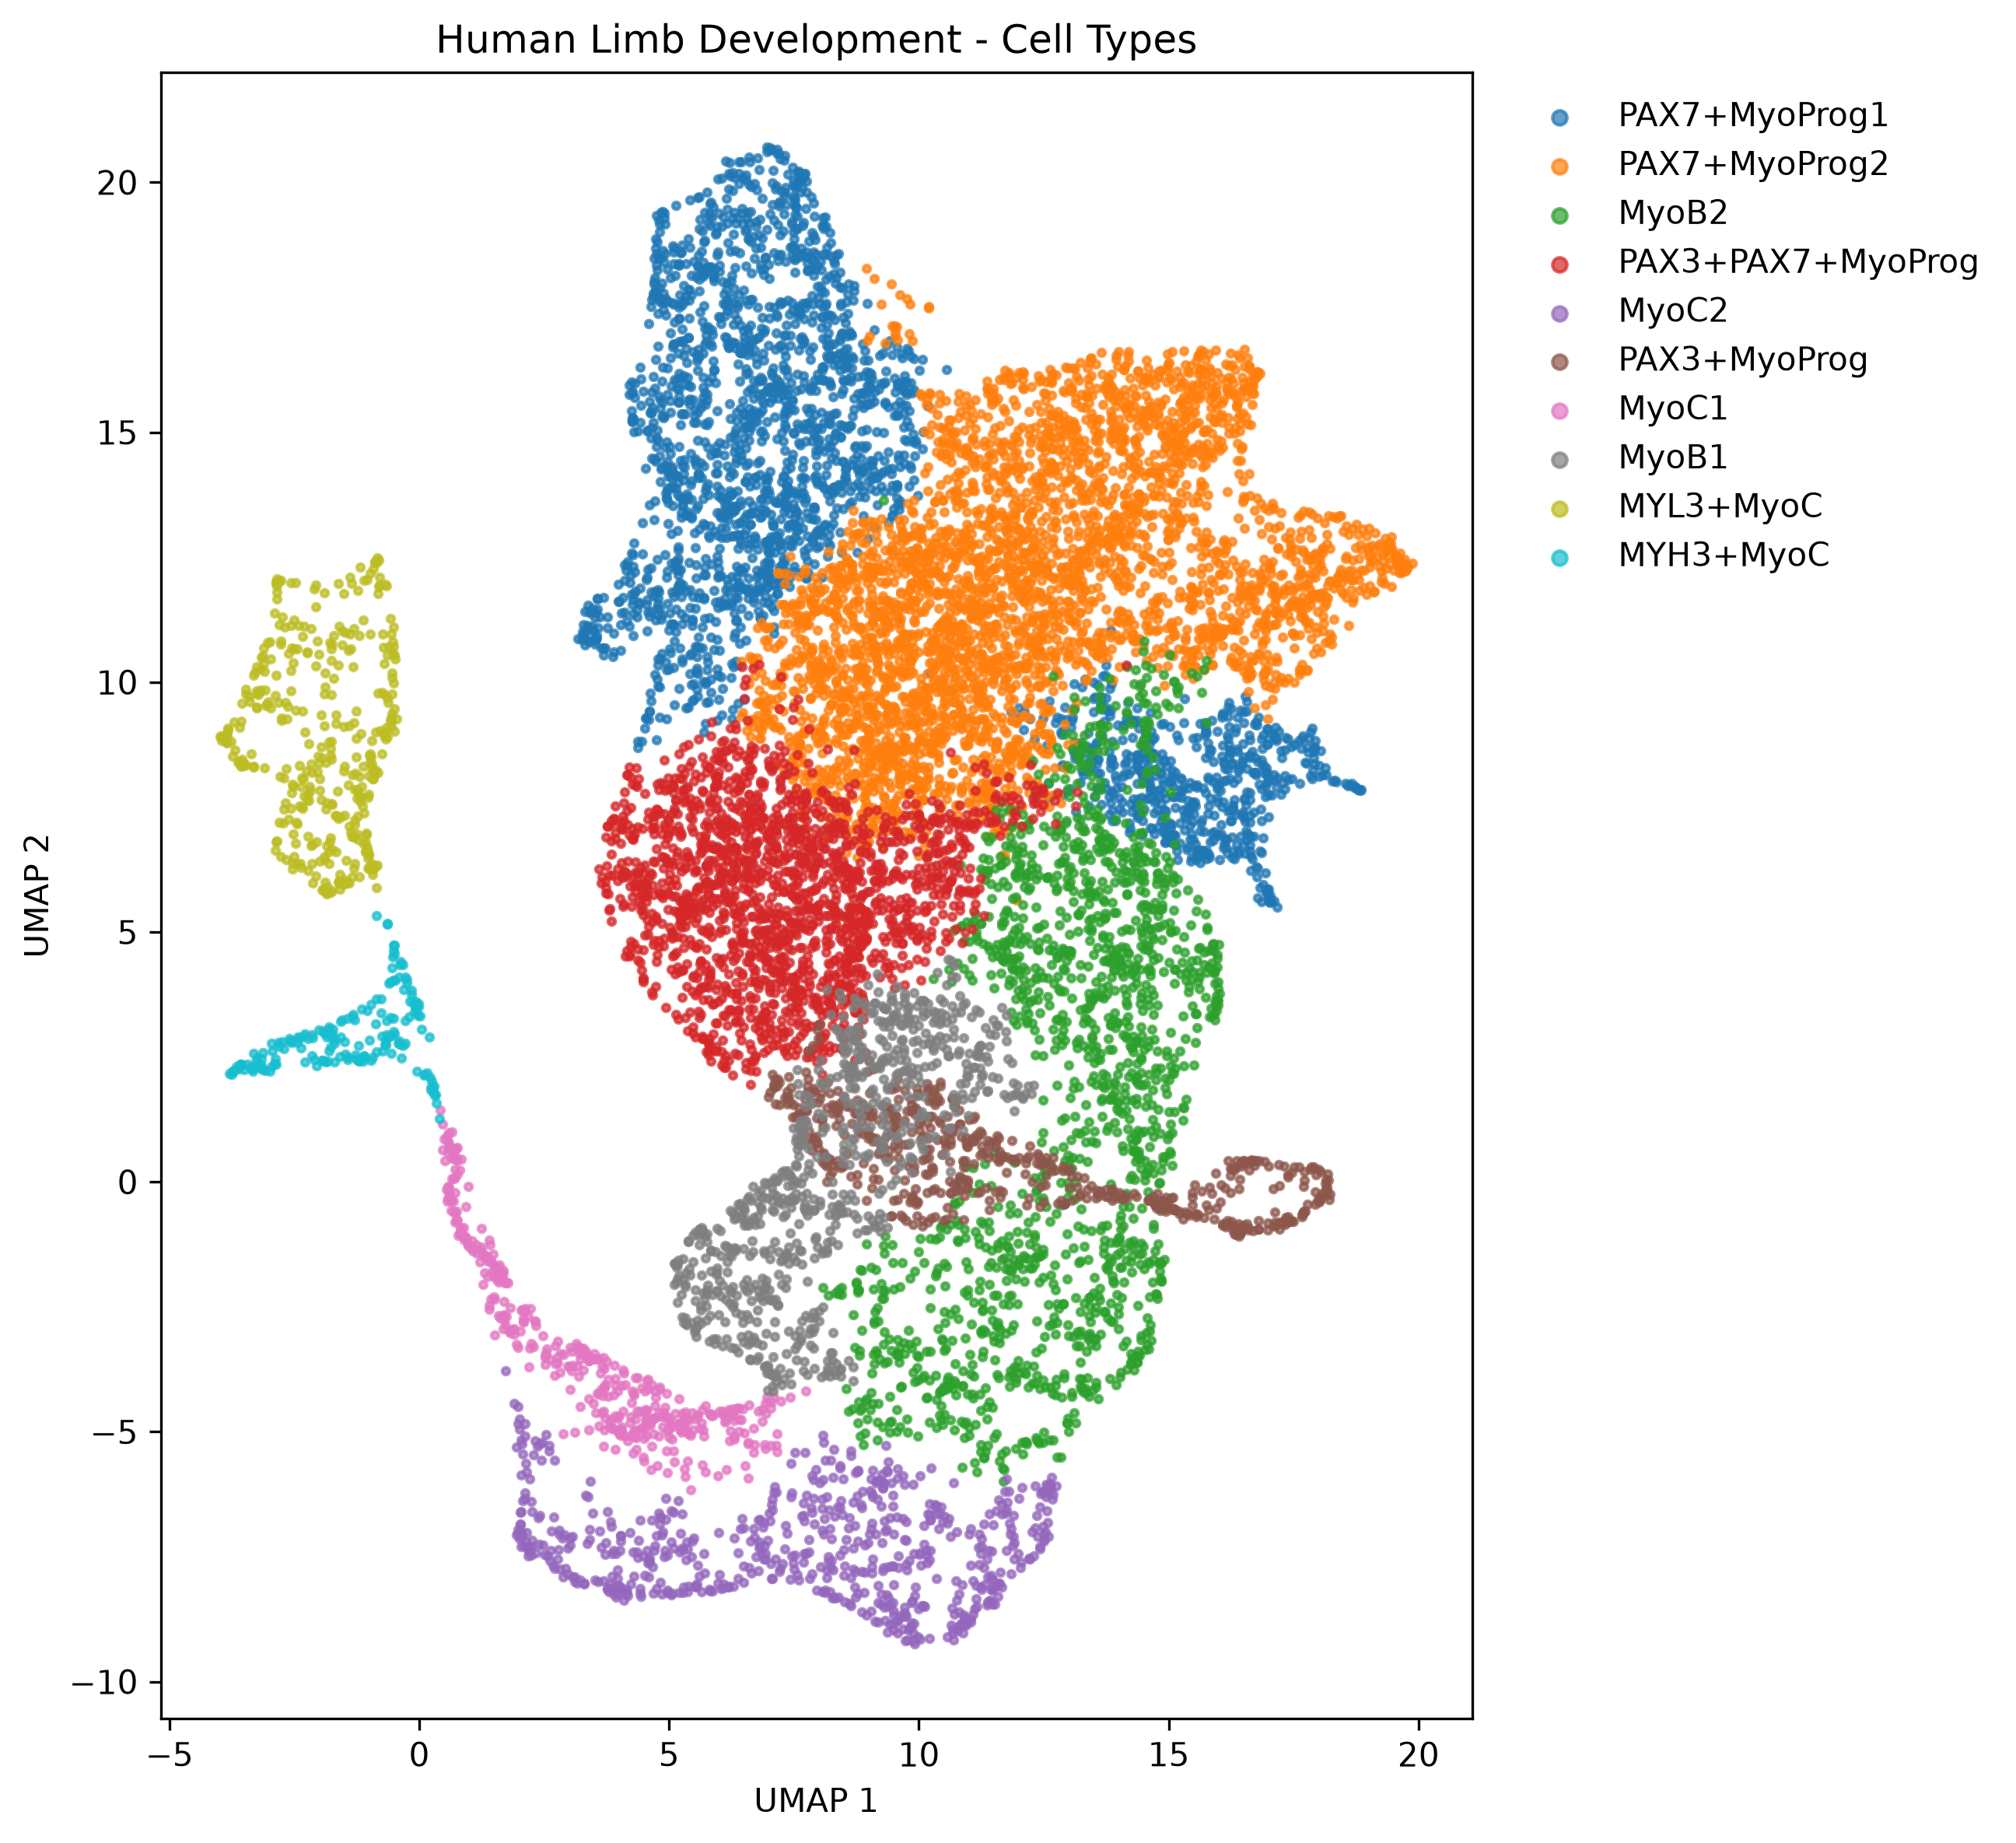 Human Limb Development - Cell Types
PAX7+MyoProg1
PAX7+MyoProg2
MyoB2
PAX3+PAX7+MyoProg
MyoC2
PAX3+MyoProg
MyoC1
MyoB1
MYL3+MyoC
MYH3+MyoC
20
15
10
5
0
−5
−10
UMAP 2
−5 0 5 10 15 20
UMAP 1